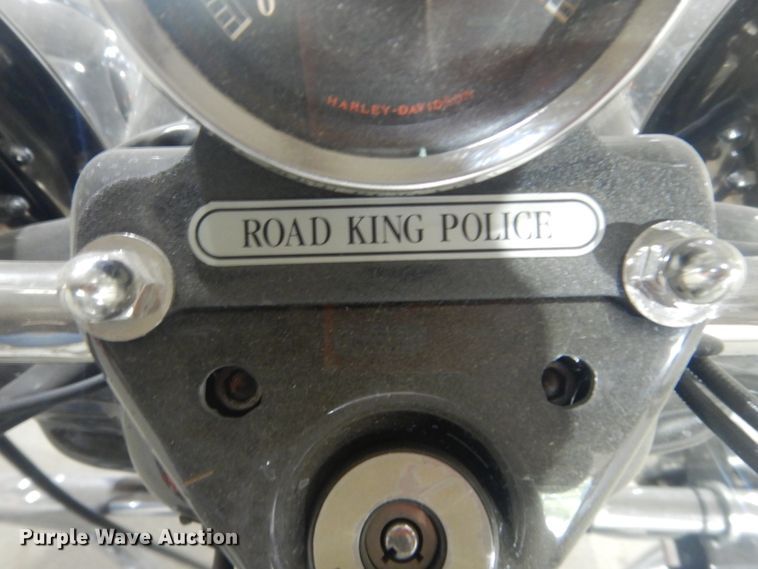 HARLEY-DAVIDSON
ROAD KING POLICE
Purple Wave Auction